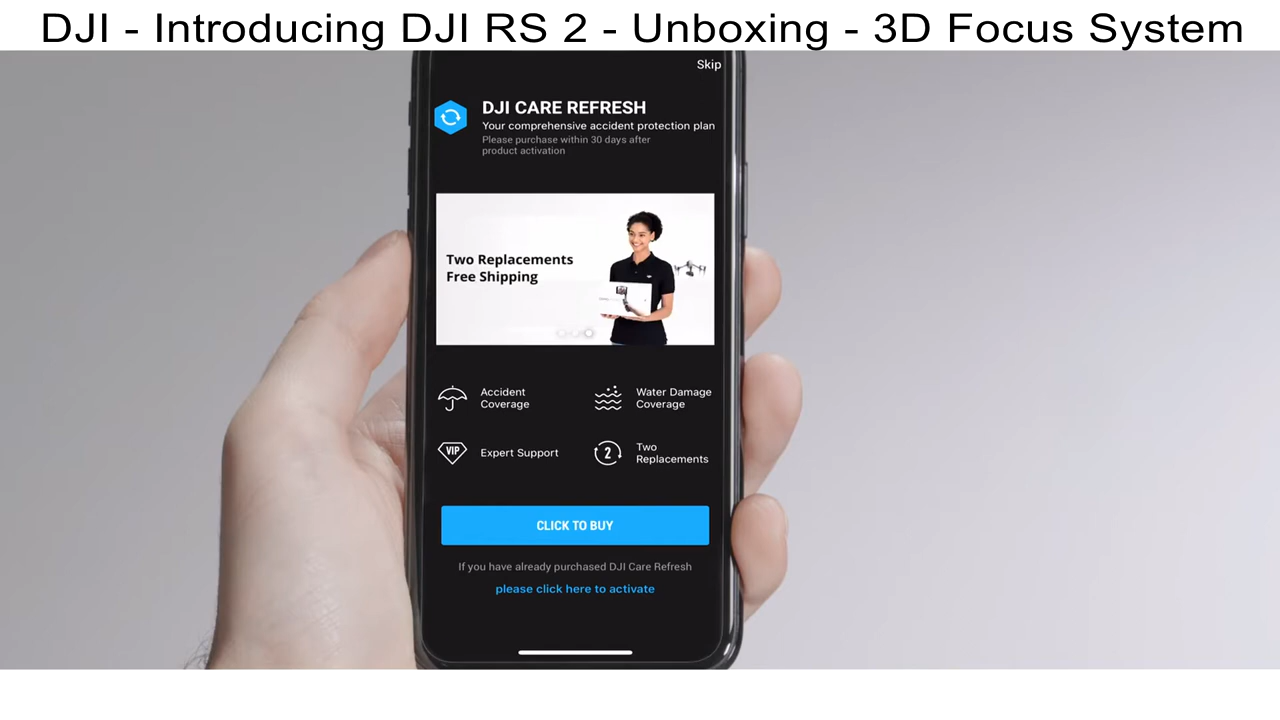 DJI - Introducing DJI RS 2 - Unboxing - 3D Focus System
Skip
DJI CARE REFRESH
Your comprehensive accident protection plan
Please purchase within 30 days after
product activation
Two Replacements
Free Shipping
Accident
Coverage
Water Damage
Coverage
VIP
Expert Support
2
Two
Replacements
CLICK TO BUY
If you have already purchased DJI Care Refresh
please click here to activate